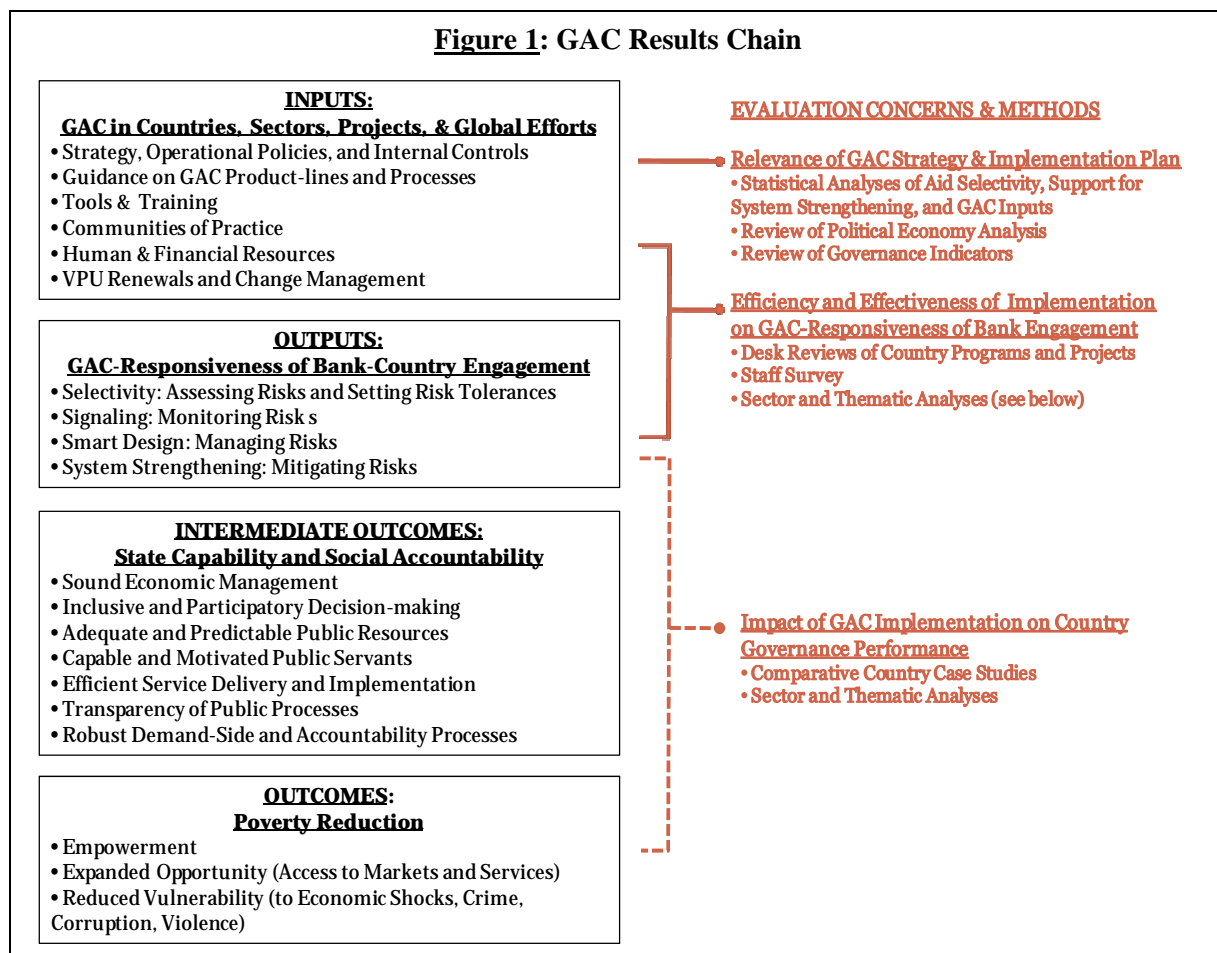 Figure 1: GAC Results Chain
INPUTS:
GAC in Countries, Sectors, Projects, & Global Efforts
• Strategy, Operational Policies, and Internal Controls
• Guidance on GAC Product-lines and Processes
• Tools & Training
• Communities of Practice
• Human & Financial Resources
• VPU Renewals and Change Management
OUTPUTS:
GAC-Responsiveness of Bank-Country Engagement
• Selectivity: Assessing Risks and Setting Risk Tolerances
• Signaling: Monitoring Risk s
• Smart Design: Managing Risks
• System Strengthening: Mitigating Risks
INTERMEDIATE OUTCOMES:
State Capability and Social Accountability
• Sound Economic Management
• Inclusive and Participatory Decision-making
• Adequate and Predictable Public Resources
• Capable and Motivated Public Servants
• Efficient Service Delivery and Implementation
• Transparency of Public Processes
• Robust Demand-Side and Accountability Processes
OUTCOMES:
Poverty Reduction
• Empowerment
• Expanded Opportunity (Access to Markets and Services)
• Reduced Vulnerability (to Economic Shocks, Crime,
Corruption, Violence)
EVALUATION CONCERNS & METHODS
Relevance of GAC Strategy & Implementation Plan
• Statistical Analyses of Aid Selectivity, Support for
System Strengthening, and GAC Inputs
• Review of Political Economy Analysis
• Review of Governance Indicators
Efficiency and Effectiveness of Implementation
on GAC-Responsiveness of Bank Engagement
• Desk Reviews of Country Programs and Projects
• Staff Survey
• Sector and Thematic Analyses (see below)
Impact of GAC Implementation on Country
Governance Performance
• Comparative Country Case Studies
• Sector and Thematic Analyses